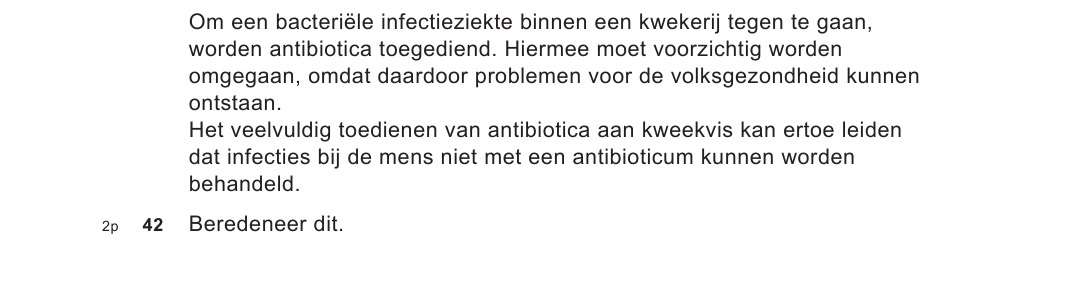 Om een bacteriële infectieziekte binnen een kwekerij tegen te gaan,
worden antibiotica toegediend. Hiermee moet voorzichtig worden
omgegaan, omdat daardoor problemen voor de volksgezondheid kunnen
ontstaan.
Het veelvuldig toedienen van antibiotica aan kweekvis kan ertoe leiden
dat infecties bij de mens niet met een antibioticum kunnen worden
behandeld.
2p 42 Beredeneer dit.